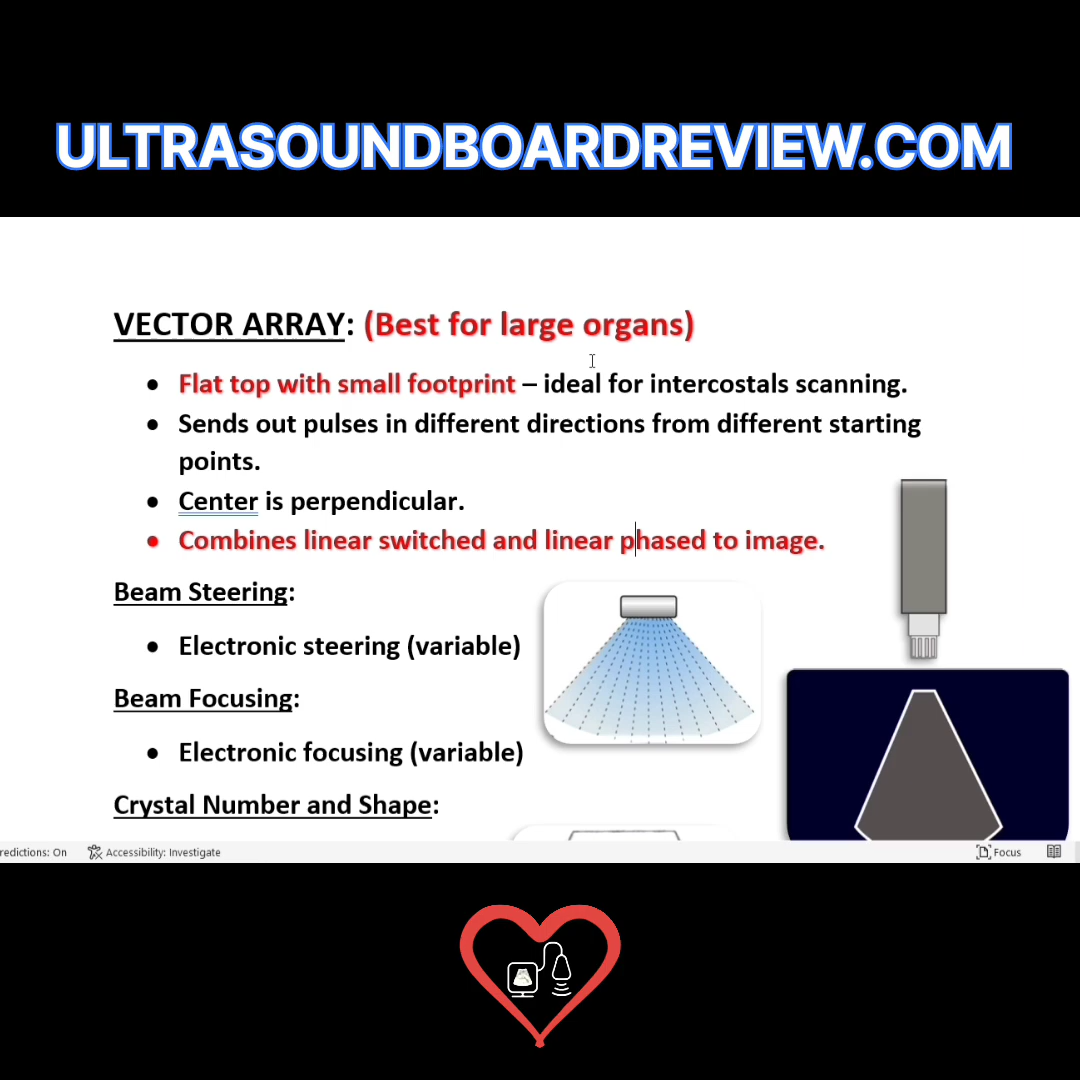 ULTRASOUNDBOARDREVIEW.COM
VECTOR ARRAY: (Best for large organs)
• Flat top with small footprint – ideal for intercostals scanning.
• Sends out pulses in different directions from different starting
points.
• Center is perpendicular.
• Combines linear switched and linear phased to image.
Beam Steering:
• Electronic steering (variable)
Beam Focusing:
• Electronic focusing (variable)
Crystal Number and Shape:
redictions: On Accessibility: Investigate Focus